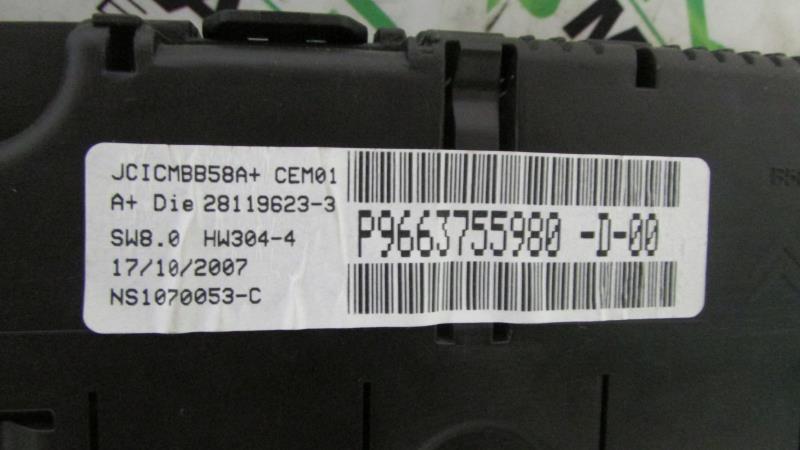 JCICMBB58A+ CEM01
A+ Die 28119623-3
SW8.0 HW304-4
17/10/2007
NS1070053-C
P9663755980 -D-00